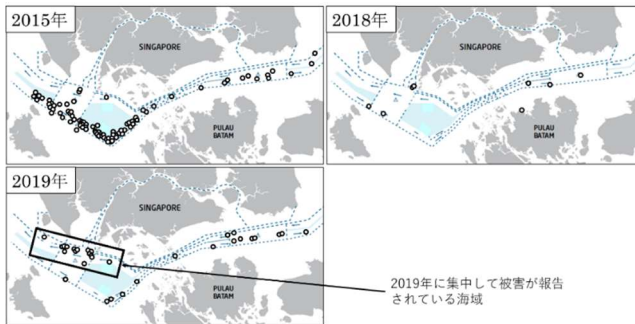 2015年
SINGAPORE
PULAU
BATAM
2018年
SINGAPORE
PULAU
BATAM
2019年
SINGAPORE
PULAU
BATAM
2019年に集中して被害が報告
されている海域